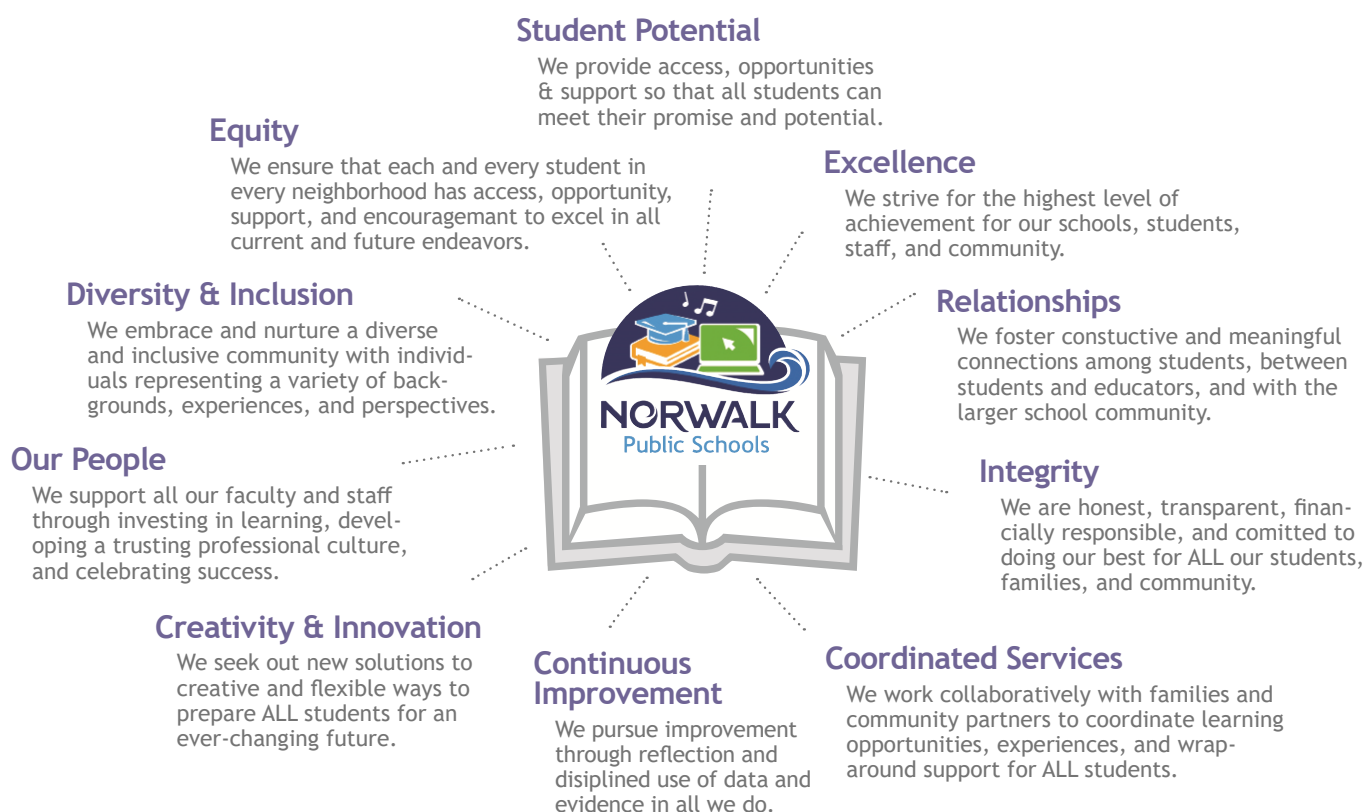 Student Potential
We provide access, opportunities
& support so that all students can
meet their promise and potential.
Equity
We ensure that each and every student in
every neighborhood has access, opportunity,
support, and encouragemant to excel in all
current and future endeavors.
Excellence
We strive for the highest level of
achievement for our schools, students,
staff, and community.
Diversity & Inclusion
We embrace and nurture a diverse
and inclusive community with individ-
uals representing a variety of back-
grounds, experiences, and perspectives.
Relationships
We foster constuctive and meaningful
connections among students, between
students and educators, and with the
larger school community.
NORWALK
Public Schools
Our People
We support all our faculty and staff
through investing in learning, devel-
oping a trusting professional culture,
and celebrating success.
Integrity
We are honest, transparent, finan-
cially responsible, and comitted to
doing our best for ALL our students,
families, and community.
Creativity & Innovation
We seek out new solutions to
creative and flexible ways to
prepare ALL students for an
ever-changing future.
Continuous
Improvement
We pursue improvement
through reflection and
disiplined use of data and
evidence in all we do.
Coordinated Services
We work collaboratively with families and
community partners to coordinate learning
opportunities, experiences, and wrap-
around support for ALL students.